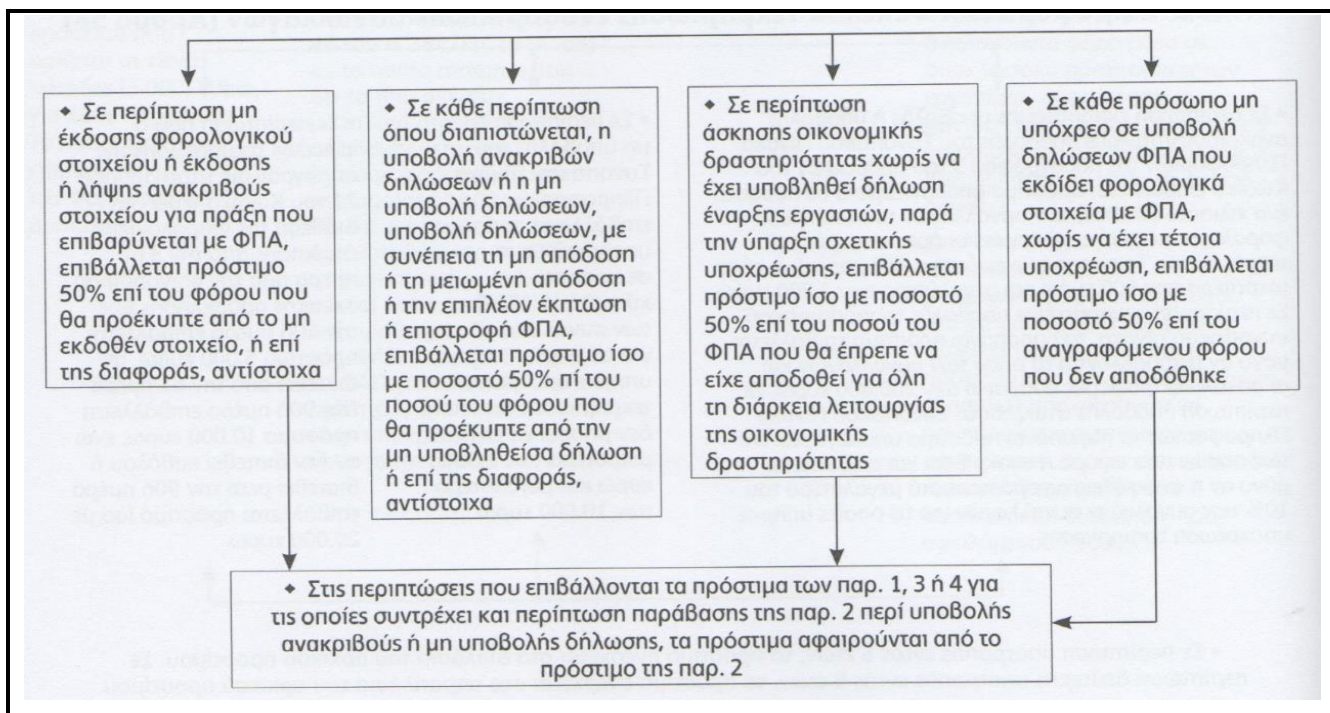 ◆ Σε περίπτωση μη
έκδοσης φορολογικού
στοιχείου ή έκδοσης
ή λήψης ανακριβούς
στοιχείου για πράξη που
επιβαρύνεται με ΦΠΑ,
επιβάλλεται πρόστιμο
50% επί του φόρου που
θα προέκυπτε από το μη
εκδοθέν στοιχείο, ή επί
της διαφοράς, αντίστοιχα
◆ Σε κάθε περίπτωση
όπου διαπιστώνεται, η
υποβολή ανακριβών
δηλώσεων ή η μη
υποβολή δηλώσεων, με
συνέπεια τη μη απόδοση
ή τη μειωμένη απόδοση
ή την επιπλέον έκπτωση
ή επιστροφή ΦΠΑ,
επιβάλλεται πρόστιμο ίσο
με ποσοστό 50% πί του
ποσού του φόρου που
θα προέκυπτε από την
μη υποβληθείσα δήλωση
ή επί της διαφοράς,
αντίστοιχα
◆ Σε περίπτωση
άσκησης οικονομικής
δραστηριότητας χωρίς να
έχει υποβληθεί δήλωση
έναρξης εργασιών, παρά
την ύπαρξη σχετικής
υποχρέωσης, επιβάλλεται
πρόστιμο ίσο με ποσοστό
50% επί του ποσού του
ΦΠΑ που θα έπρεπε να
είχε αποδοθεί για όλη
τη διάρκεια λειτουργίας
της οικονομικής
δραστηριότητας
◆ Σε κάθε πρόσωπο μη
υπόχρεο σε υποβολή
δηλώσεων ΦΠΑ που
εκδίδει φορολογικά
στοιχεία με ΦΠΑ,
χωρίς να έχει τέτοια
υποχρέωση, επιβάλλεται
πρόστιμο ίσο με
ποσοστό 50% επί του
αναγραφόμενου φόρου,
που δεν αποδόθηκε
◆ Στις περιπτώσεις που επιβάλλονται τα πρόστιμα των παρ. 1, 3 ή 4 για
τις οποίες συντρέχει και περίπτωση παράβασης της παρ. 2 περί υποβολής
ανακριβούς ή μη υποβολής δήλωσης, τα πρόστιμα αφαιρούνται από το
πρόστιμο της παρ. 2